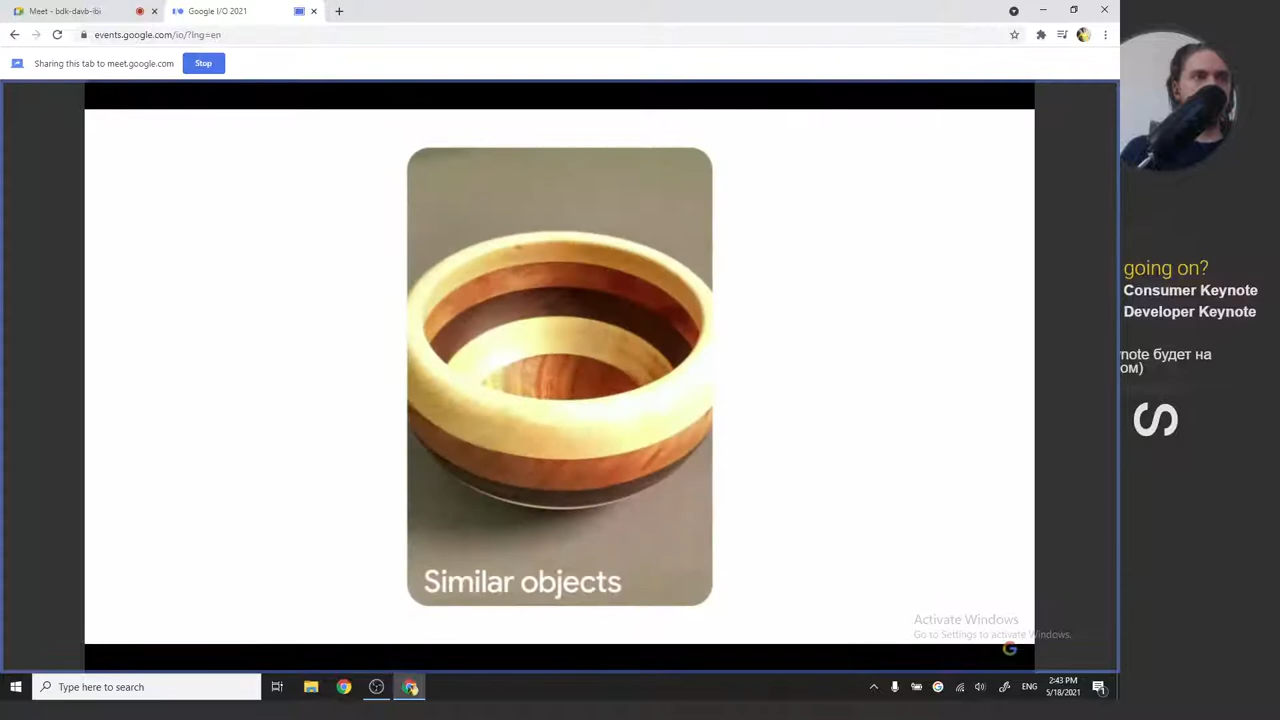 Meet - bdk-davb-ibi
Google I/O 2021
events.google.com/io/?lng=en
Sharing this tab to meet.google.com
Stop
going on?
Consumer Keynote
Developer Keynote
note будет на
ом)
S
Similar objects
Activate Windows
Go to Settings to activate Windows.
G
Type here to search
ENG
2:43 PM
5/18/2021